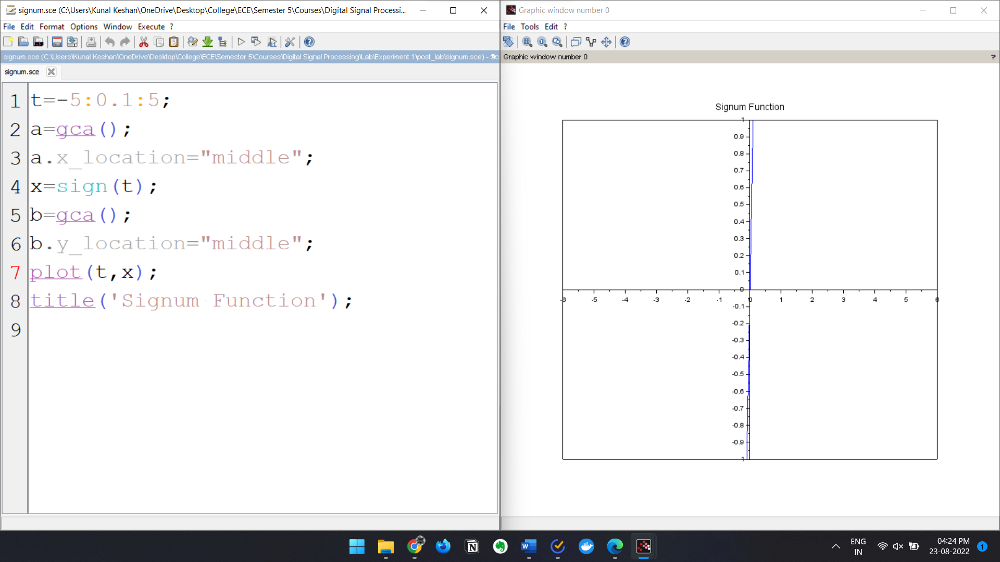 signum.sce (C:\Users\Kunal Keshan\OneDrive\Desktop\College\ECE\Semester 5\Courses\Digital Signal Processi...
File Edit Format Options Window Execute ?
signum.sce (C:\Users\Kunal Keshan\OneDrive\Desktop\College\ECE\Semester 5\Courses\Digital Signal Processing\Lab\Experiment 1\post_lab\signum.sce) -
signum.sce
1 t=-5:0.1:5;
2 a=gca();
3 a.x_location="middle";
4 x=sign(t);
5 b=gca();
6 b.y_location="middle";
7 plot(t,x);
8 title('Signum Function');
9
Graphic window number 0
File Tools Edit ?
Graphic window number 0 ?
Signum Function
1
0.9
0.8
0.7
0.6
0.5
0.4
0.3
0.2
0.1
0
-6 -5 -4 -3 -2 -1 0 1 2 3 4 5 6
-0.1
-0.2
-0.3
-0.4
-0.5
-0.6
-0.7
-0.8
-0.9
-1
ENG
IN
04:24 PM
23-08-2022
1